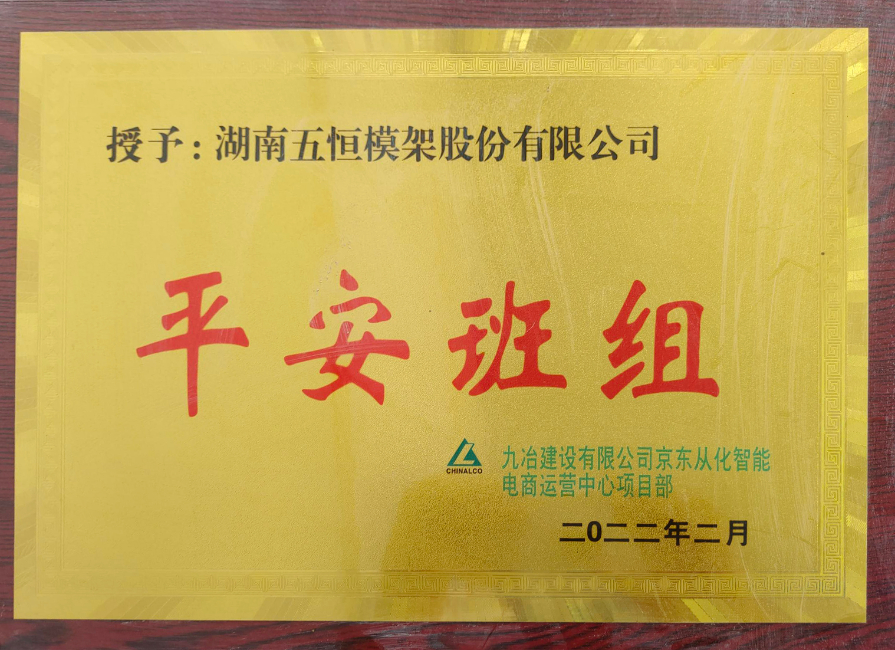 授予：湖南五恒模架股份有限公司
平安班组
CHINALCO
九冶建设有限公司京东从化智能
电商运营中心项目部
二0二二年二月